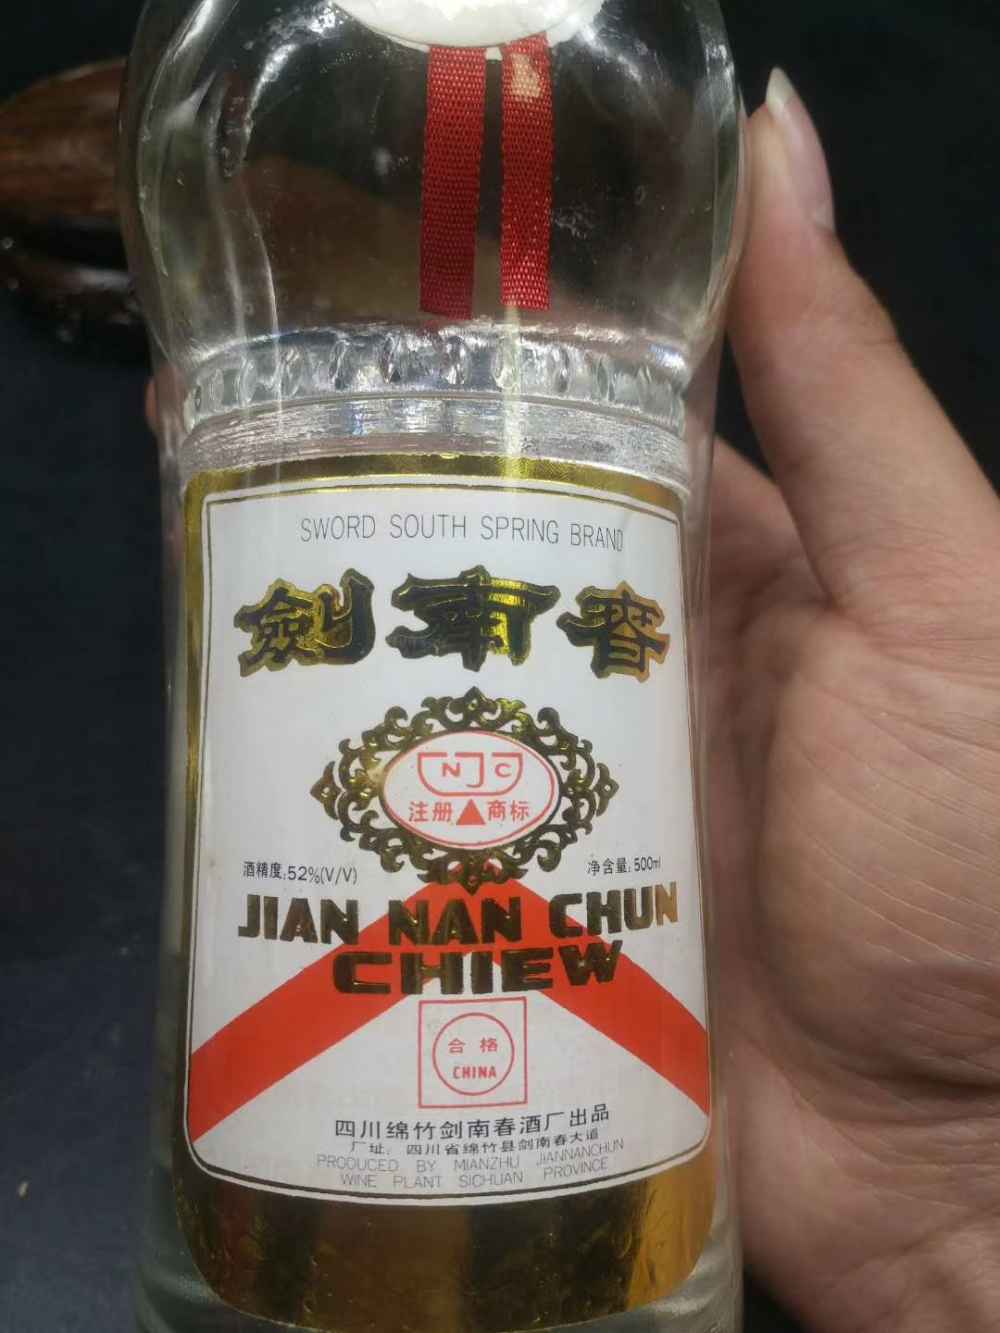 SWORD SOUTH SPRING BRAND
劍南春
NJC
注册商标
酒精度:52%(V/V)
净含量:500ml
JIAN NAN CHUN
CHIEW
合格
CHINA
四川绵竹剑南春酒厂出品
厂址:四川省绵竹县剑南春大道
PRODUCED BY MIANZHU JIANNANCHUN
WINE PLANT SICHUAN PROVINCE